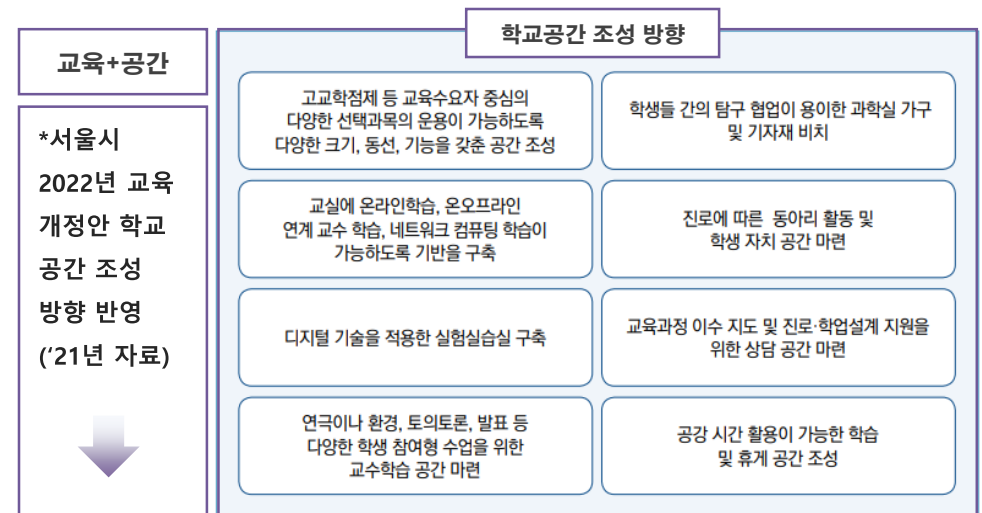 학교공간 조성 방향
교육+공간
*서울시
2022년 교육
개정안 학교
공간 조성
방향 반영
(‘21년 자료)
고교학점제 등 교육수요자 중심의
다양한 선택과목의 운용이 가능하도록
다양한 크기, 동선, 기능을 갖춘 공간 조성
학생들 간의 탐구 협업이 용이한 과학실 가구
및 기자재 비치
교실에 온라인학습, 온오프라인
연계 교수 학습, 네트워크 컴퓨팅 학습이
가능하도록 기반을 구축
진로에 따른 동아리 활동 및
학생 자치 공간 마련
디지털 기술을 적용한 실험실습실 구축
교육과정 이수 지도 및 진로·학업설계 지원을
위한 상담 공간 마련
연극이나 환경, 토의토론, 발표 등
다양한 학생 참여형 수업을 위한
교수학습 공간 마련
공강 시간 활용이 가능한 학습
및 휴게 공간 조성